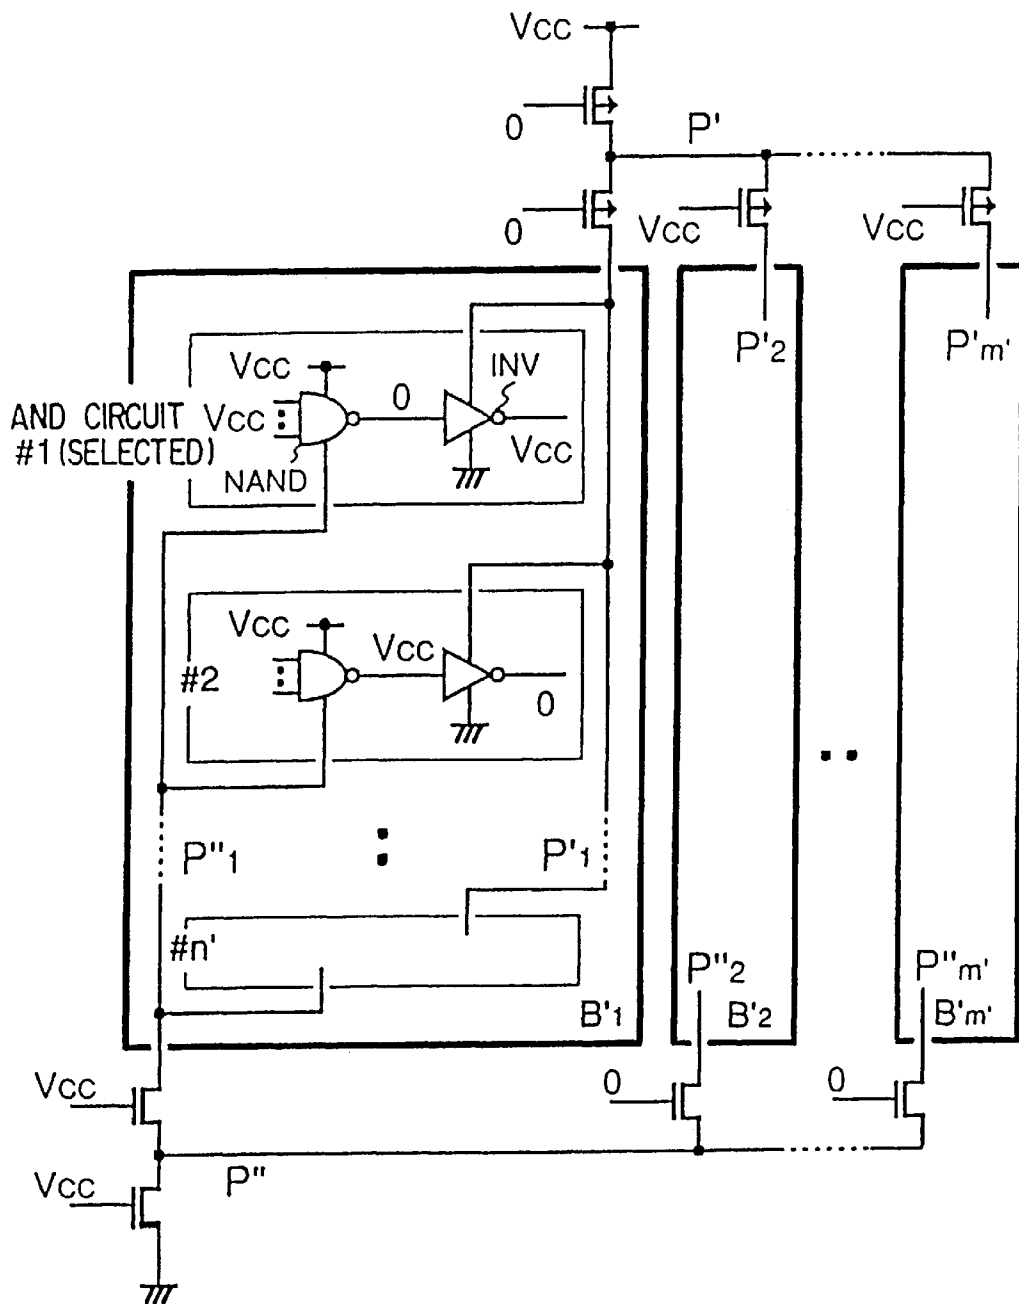 Vcc
0
P'
0
Vcc
Vcc
P'2
P'm'
Vcc
0
INV
AND CIRCUIT
#1 (SELECTED)
Vcc
Vcc
NAND
Vcc
Vcc
#2
0
P"1
P'1
#n'
P"2
P"m'
B'1
B'2
B'm'
Vcc
0
0
P"
Vcc